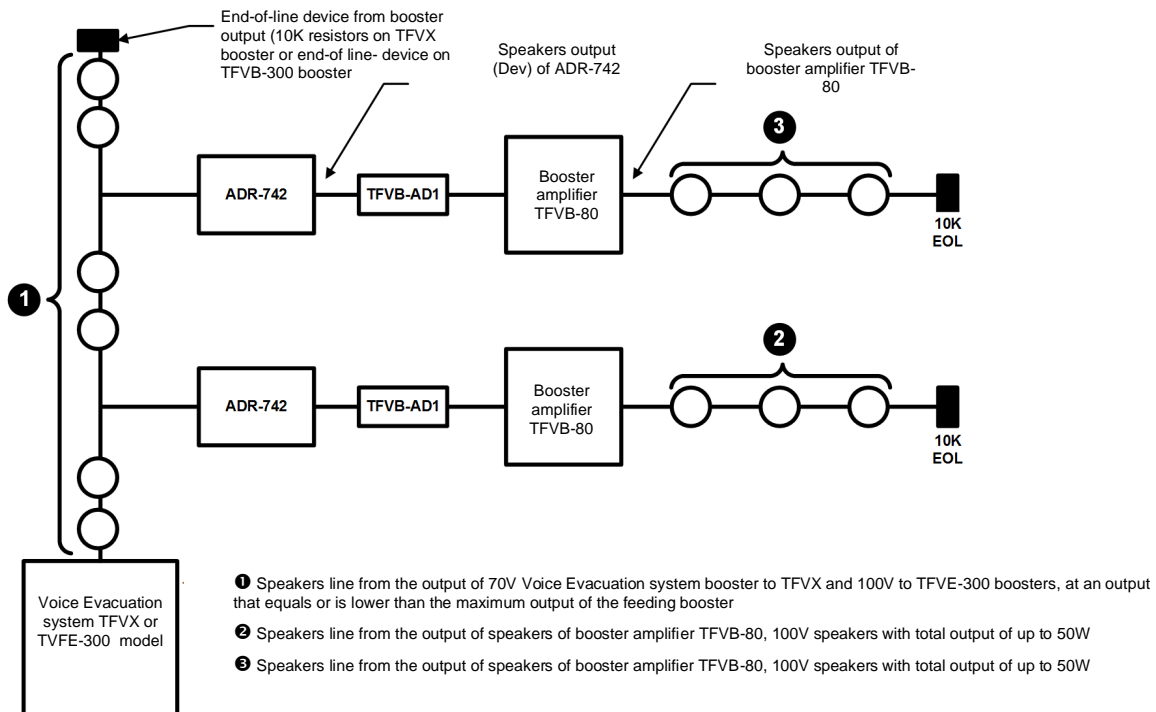 End-of-line device from booster
output (10K resistors on TFVX
booster or end-of line- device on
TFVB-300 booster
Speakers output
(Dev) of ADR-742
Speakers output of
booster amplifier TFVB-
80
3
ADR-742
TFVB-AD1
Booster
amplifier
TFVB-80
10K
EOL
1
2
ADR-742
TFVB-AD1
Booster
amplifier
TFVB-80
10K
EOL
Voice Evacuation
system TFVX or
TVFE-300 model
❶ Speakers line from the output of 70V Voice Evacuation system booster to TFVX and 100V to TFVE-300 boosters, at an output
that equals or is lower than the maximum output of the feeding booster
❷ Speakers line from the output of speakers of booster amplifier TFVB-80, 100V speakers with total output of up to 50W
❸ Speakers line from the output of speakers of booster amplifier TFVB-80, 100V speakers with total output of up to 50W